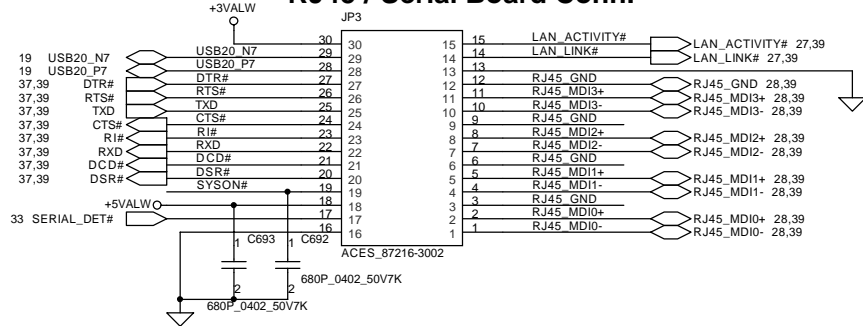 RJ45 / Serial Board Conn.
+3VALW
JP3
30 30 15 15 LAN_ACTIVITY# LAN_ACTIVITY# 27,39
19 USB20_N7 USB20_N7 29 29 14 14 LAN_LINK# LAN_LINK# 27,39
19 USB20_P7 USB20_P7 28 28 13 13
37,39 DTR# DTR# 27 27 12 12 RJ45_GND RJ45_GND 28,39
37,39 RTS# RTS# 26 26 11 11 RJ45_MDI3+ RJ45_MDI3+ 28,39
37,39 TXD TXD 25 25 10 10 RJ45_MDI3- RJ45_MDI3- 28,39
37,39 CTS# CTS# 24 24 9 9 RJ45_GND
37,39 RI# RI# 23 23 8 8 RJ45_MDI2+ RJ45_MDI2+ 28,39
37,39 RXD RXD 22 22 7 7 RJ45_MDI2- RJ45_MDI2- 28,39
37,39 DCD# DCD# 21 21 6 6 RJ45_GND
37,39 DSR# DSR# 20 20 5 5 RJ45_MDI1+ RJ45_MDI1+ 28,39
SYSON# 19 19 4 4 RJ45_MDI1- RJ45_MDI1- 28,39
+5VALW 18 18 3 3 RJ45_GND
33 SERIAL_DET# 17 17 2 2 RJ45_MDI0+ RJ45_MDI0+ 28,39
16 16 1 1 RJ45_MDI0- RJ45_MDI0- 28,39
1 C693 1 C692
ACES_87216-3002
680P_0402_50V7K
2 2
680P_0402_50V7K